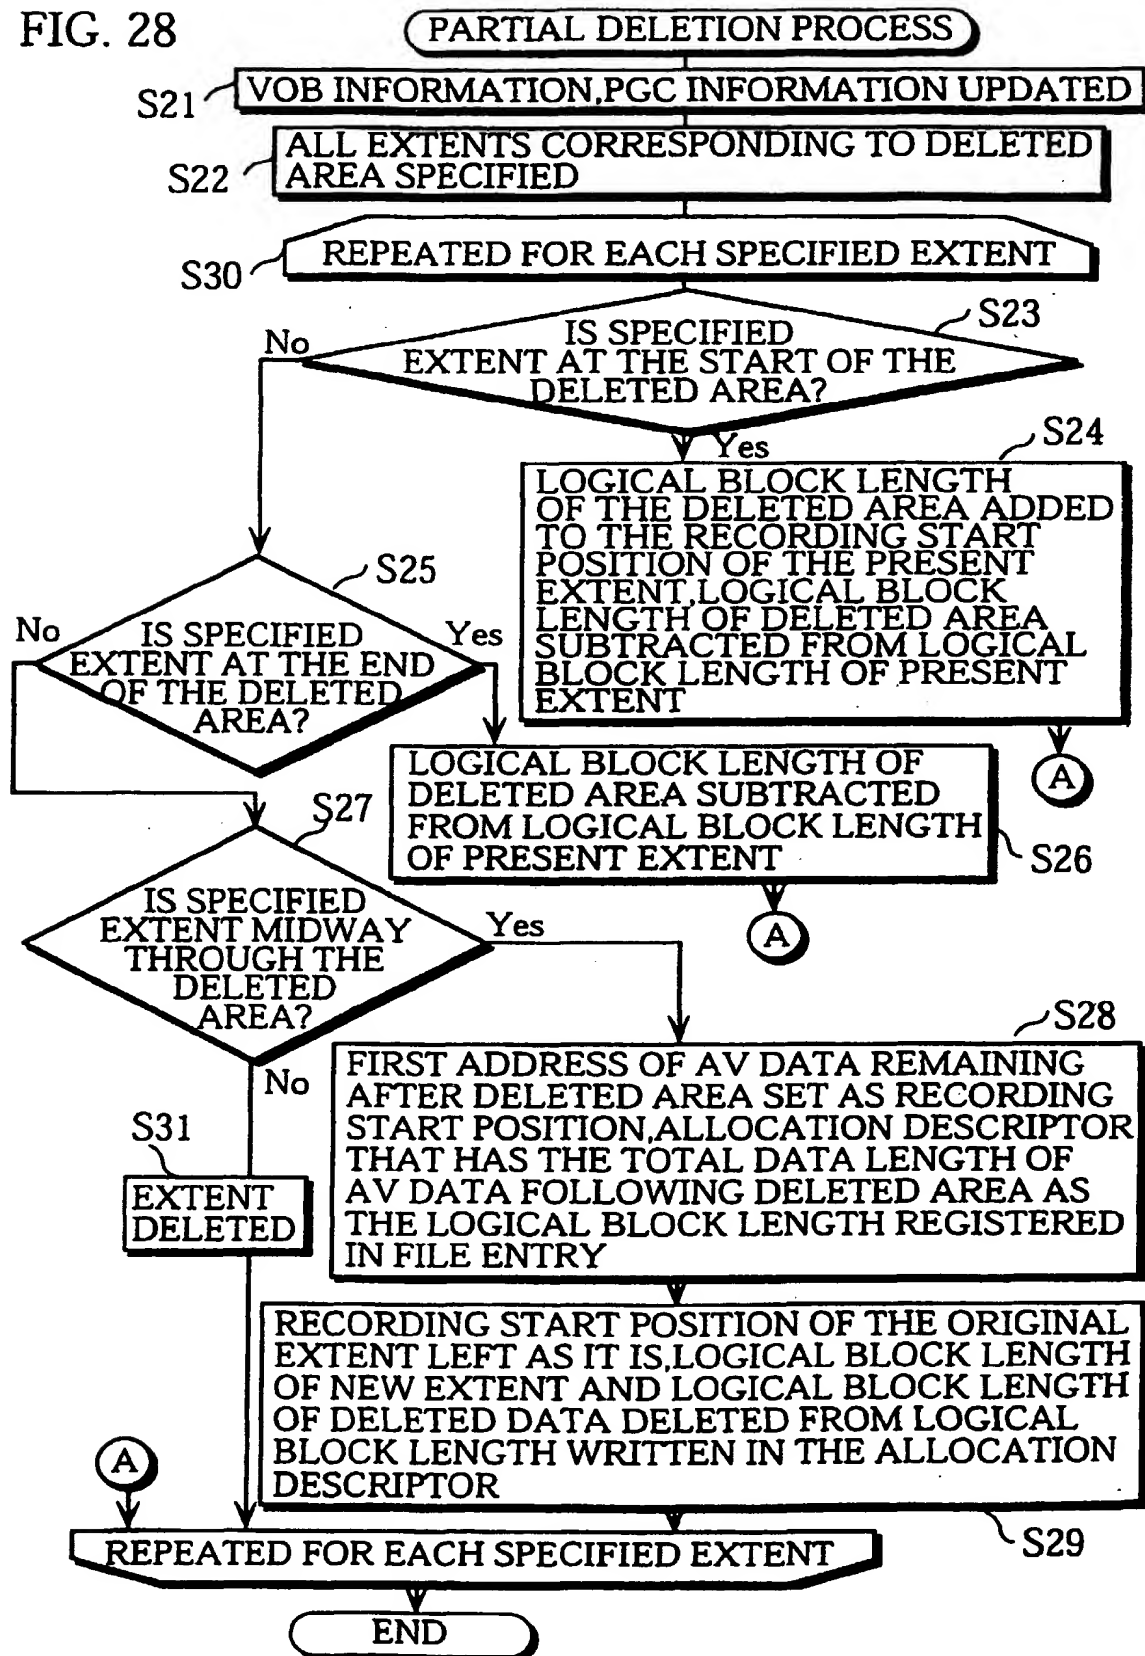 FIG. 28
PARTIAL DELETION PROCESS
S21
VOB INFORMATION,PGC INFORMATION UPDATED
S22
ALL EXTENTS CORRESPONDING TO DELETED
AREA SPECIFIED
S30
REPEATED FOR EACH SPECIFIED EXTENT
S23
IS SPECIFIED
EXTENT AT THE START OF THE
DELETED AREA?
No
Yes
S24
LOGICAL BLOCK LENGTH
OF THE DELETED AREA ADDED
TO THE RECORDING START
POSITION OF THE PRESENT
EXTENT,LOGICAL BLOCK
LENGTH OF DELETED AREA
SUBTRACTED FROM LOGICAL
BLOCK LENGTH OF PRESENT
EXTENT
A
S25
No
IS SPECIFIED
EXTENT AT THE END
OF THE DELETED
AREA?
Yes
LOGICAL BLOCK LENGTH OF
DELETED AREA SUBTRACTED
FROM LOGICAL BLOCK LENGTH
OF PRESENT EXTENT
S26
A
S27
IS SPECIFIED
EXTENT MIDWAY
THROUGH THE
DELETED
AREA?
Yes
No
S28
FIRST ADDRESS OF AV DATA REMAINING
AFTER DELETED AREA SET AS RECORDING
START POSITION,ALLOCATION DESCRIPTOR
THAT HAS THE TOTAL DATA LENGTH OF
AV DATA FOLLOWING DELETED AREA AS
THE LOGICAL BLOCK LENGTH REGISTERED
IN FILE ENTRY
S31
EXTENT
DELETED
RECORDING START POSITION OF THE ORIGINAL
EXTENT LEFT AS IT IS,LOGICAL BLOCK LENGTH
OF NEW EXTENT AND LOGICAL BLOCK LENGTH
OF DELETED DATA DELETED FROM LOGICAL
BLOCK LENGTH WRITTEN IN THE ALLOCATION
DESCRIPTOR
S29
A
REPEATED FOR EACH SPECIFIED EXTENT
END